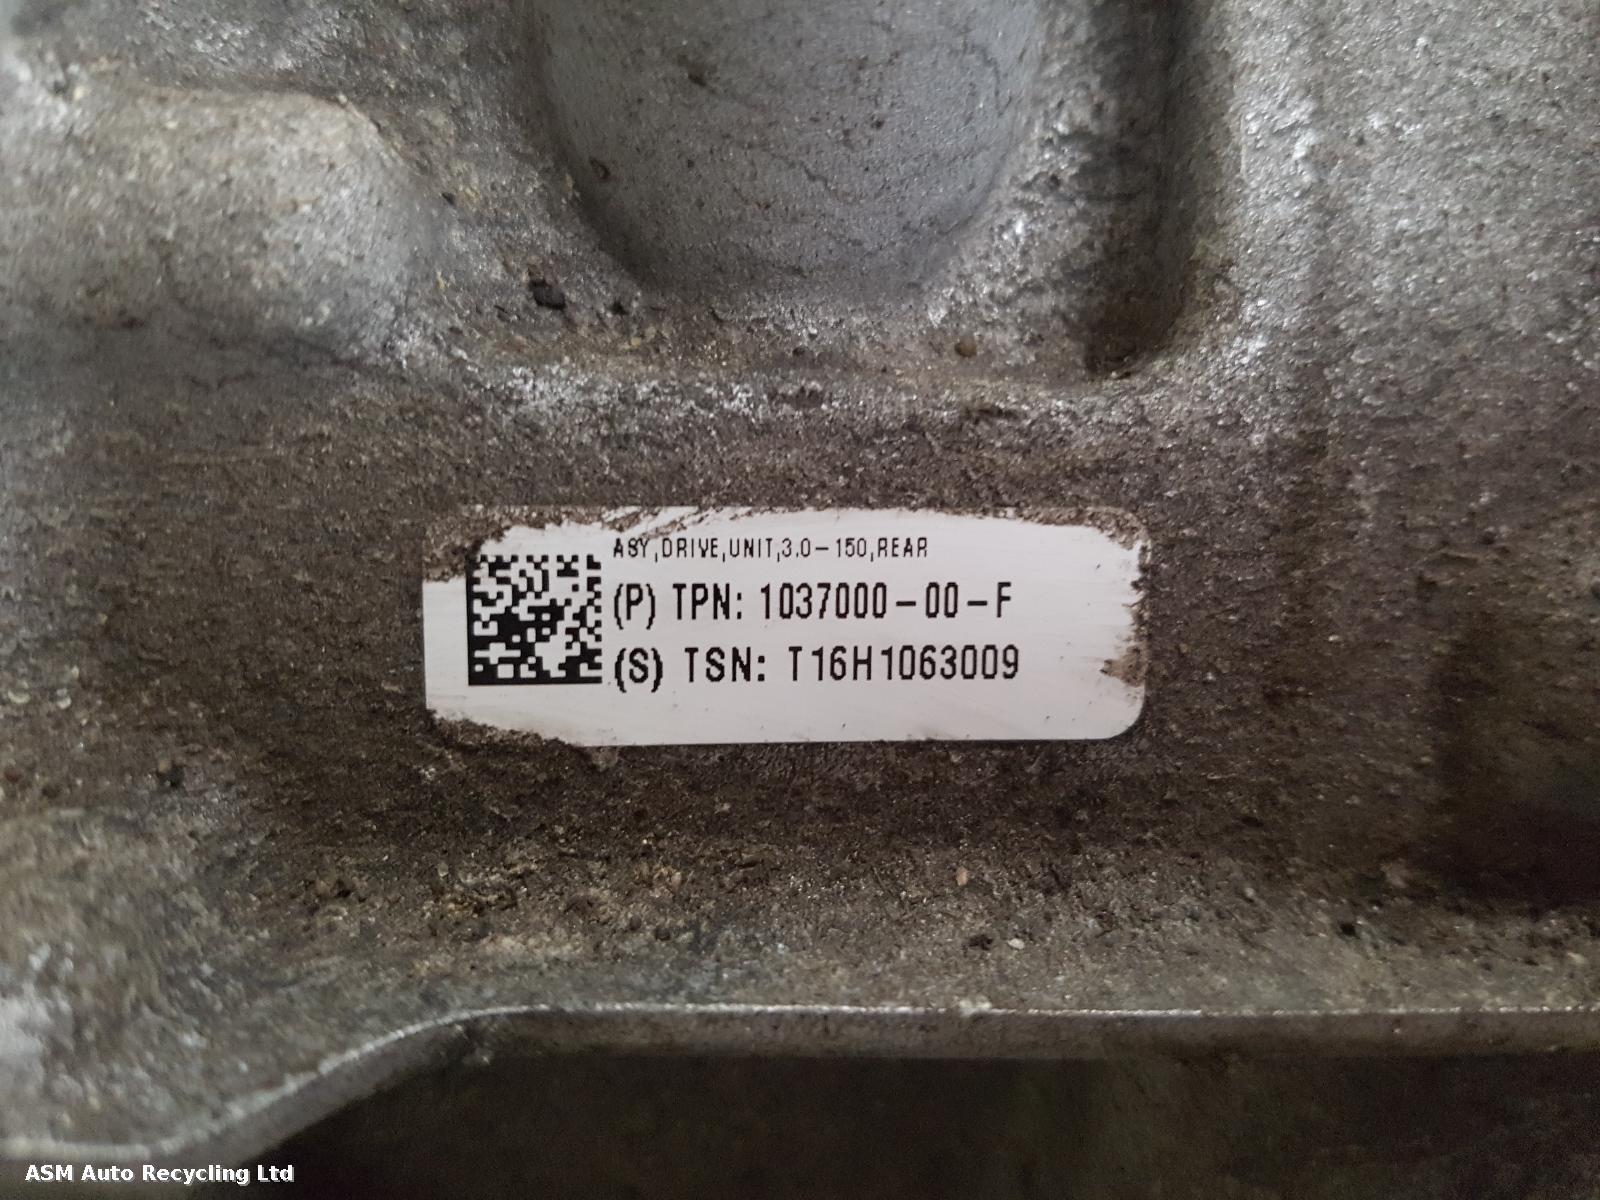 ASY,DRIVE,UNIT,3.0-150,REAR
(P) TPN: 1037000-00-F
(S) TSN: T16H1063009
ASM Auto Recycling Ltd